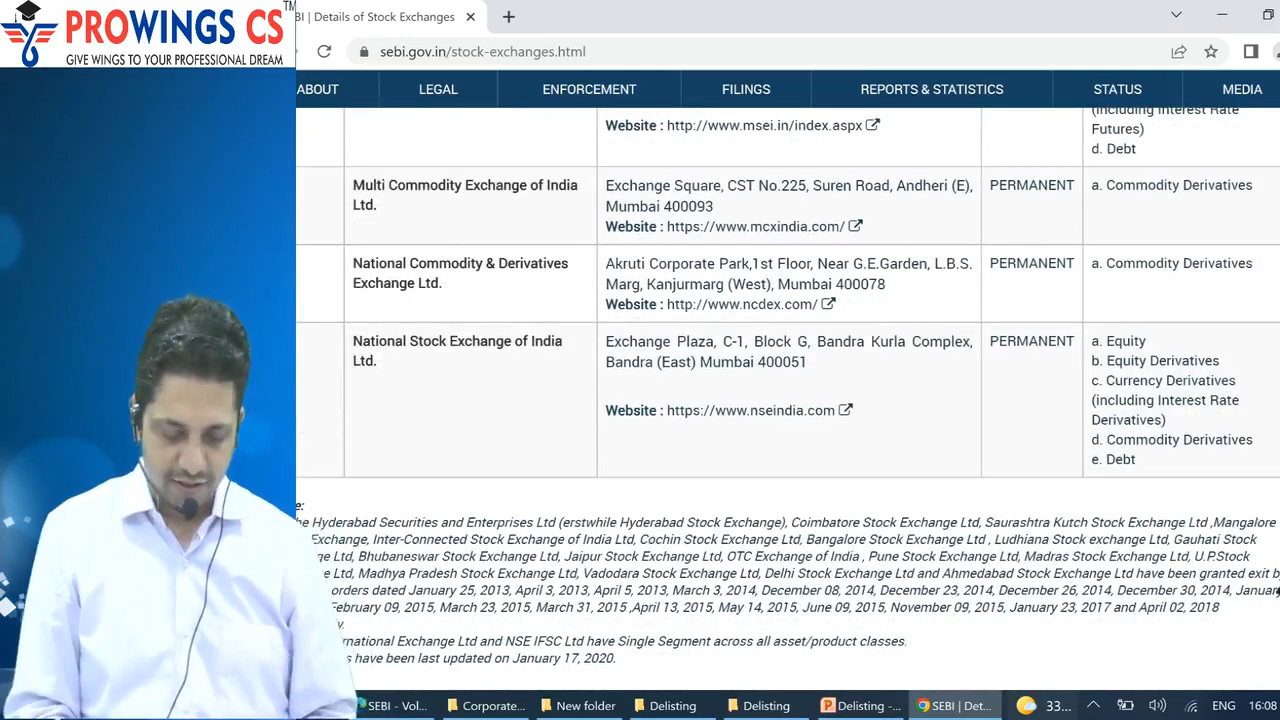 TM
PROWINGS CS
GIVE WINGS TO YOUR PROFESSIONAL DREAM
BI | Details of Stock Exchanges
sebi.gov.in/stock-exchanges.html
ABOUT LEGAL ENFORCEMENT FILINGS REPORTS & STATISTICS STATUS MEDIA
(including Interest Rate
Website : http://www.msei.in/index.aspx
Futures)
d. Debt
Multi Commodity Exchange of India
Ltd.
Exchange Square, CST No.225, Suren Road, Andheri (E),
Mumbai 400093
Website : https://www.mcxindia.com/
PERMANENT
a. Commodity Derivatives
National Commodity & Derivatives
Exchange Ltd.
Akruti Corporate Park,1st Floor, Near G.E.Garden, L.B.S.
Marg, Kanjurmarg (West), Mumbai 400078
Website : http://www.ncdex.com/
PERMANENT
a. Commodity Derivatives
National Stock Exchange of India
Ltd.
Exchange Plaza, C-1, Block G, Bandra Kurla Complex,
Bandra (East) Mumbai 400051
Website : https://www.nseindia.com
PERMANENT
a. Equity
b. Equity Derivatives
c. Currency Derivatives
(including Interest Rate
Derivatives)
d. Commodity Derivatives
e. Debt
e:
he Hyderabad Securities and Enterprises Ltd (erstwhile Hyderabad Stock Exchange), Coimbatore Stock Exchange Ltd, Saurashtra Kutch Stock Exchange Ltd ,Mangalore
Exchange, Inter-Connected Stock Exchange of India Ltd, Cochin Stock Exchange Ltd, Bangalore Stock Exchange Ltd , Ludhiana Stock exchange Ltd, Gauhati Stock
nge Ltd, Bhubaneswar Stock Exchange Ltd, Jaipur Stock Exchange Ltd, OTC Exchange of India , Pune Stock Exchange Ltd, Madras Stock Exchange Ltd, U.P.Stock
ge Ltd, Madhya Pradesh Stock Exchange Ltd, Vadodara Stock Exchange Ltd, Delhi Stock Exchange Ltd and Ahmedabad Stock Exchange Ltd have been granted exit b
orders dated January 25, 2013, April 3, 2013, April 5, 2013, March 3, 2014, December 08, 2014, December 23, 2014, December 26, 2014, December 30, 2014, Januar
ebruary 09, 2015, March 23, 2015, March 31, 2015 ,April 13, 2015, May 14, 2015, June 09, 2015, November 09, 2015, January 23, 2017 and April 02, 2018
y.
rnational Exchange Ltd and NSE IFSC Ltd have Single Segment across all asset/product classes.
s have been last updated on January 17, 2020.
SEBI - Vol... Corporate... New folder Delisting Delisting Delisting -... SEBI | Det... 33... ENG 16:08